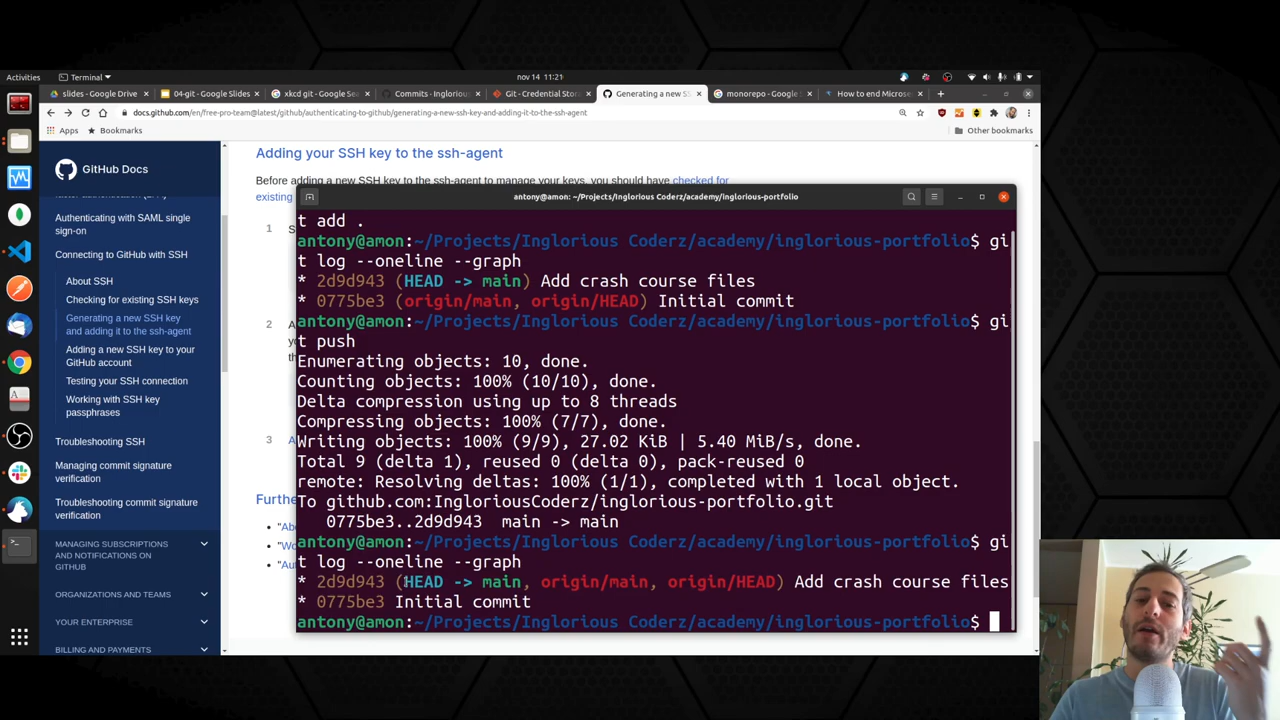 Activities
Terminal
nov 14 11:21
slides - Google Drive
04-git - Google Slides
xkcd git - Google Sea
Commits · Inglorious
Git - Credential Stora
Generating a new SS
monorepo - Google S
How to end Microse
docs.github.com/en/free-pro-team@latest/github/authenticating-to-github/generating-a-new-ssh-key-and-adding-it-to-the-ssh-agent
Apps
Bookmarks
Other bookmarks
GitHub Docs
Authenticating with SAML single
sign-on
Connecting to GitHub with SSH
About SSH
Checking for existing SSH keys
Generating a new SSH key
and adding it to the ssh-agent
Adding a new SSH key to your
GitHub account
Testing your SSH connection
Working with SSH key
passphrases
Troubleshooting SSH
Managing commit signature
verification
Troubleshooting commit signature
verification
MANAGING SUBSCRIPTIONS
AND NOTIFICATIONS ON
GITHUB
ORGANIZATIONS AND TEAMS
YOUR ENTERPRISE
BILLING AND PAYMENTS
Adding your SSH key to the ssh-agent
Before adding a new SSH key to the ssh-agent to manage your keys, you should have checked for
existing
1
2
3
Furthe
antony@amon: ~/Projects/Inglorious Coderz/academy/inglorious-portfolio
t add .
antony@amon:~/Projects/Inglorious Coderz/academy/inglorious-portfolio$ gi
t log --oneline --graph
* 2d9d943 (HEAD -> main) Add crash course files
* 0775be3 (origin/main, origin/HEAD) Initial commit
antony@amon:~/Projects/Inglorious Coderz/academy/inglorious-portfolio$ gi
t push
Enumerating objects: 10, done.
Counting objects: 100% (10/10), done.
Delta compression using up to 8 threads
Compressing objects: 100% (7/7), done.
Writing objects: 100% (9/9), 27.02 KiB | 5.40 MiB/s, done.
Total 9 (delta 1), reused 0 (delta 0), pack-reused 0
remote: Resolving deltas: 100% (1/1), completed with 1 local object.
To github.com:IngloriousCoderz/inglorious-portfolio.git
0775be3..2d9d943 main -> main
antony@amon:~/Projects/Inglorious Coderz/academy/inglorious-portfolio$ gi
t log --oneline --graph
* 2d9d943 (HEAD -> main, origin/main, origin/HEAD) Add crash course files
* 0775be3 Initial commit
antony@amon:~/Projects/Inglorious Coderz/academy/inglorious-portfolio$